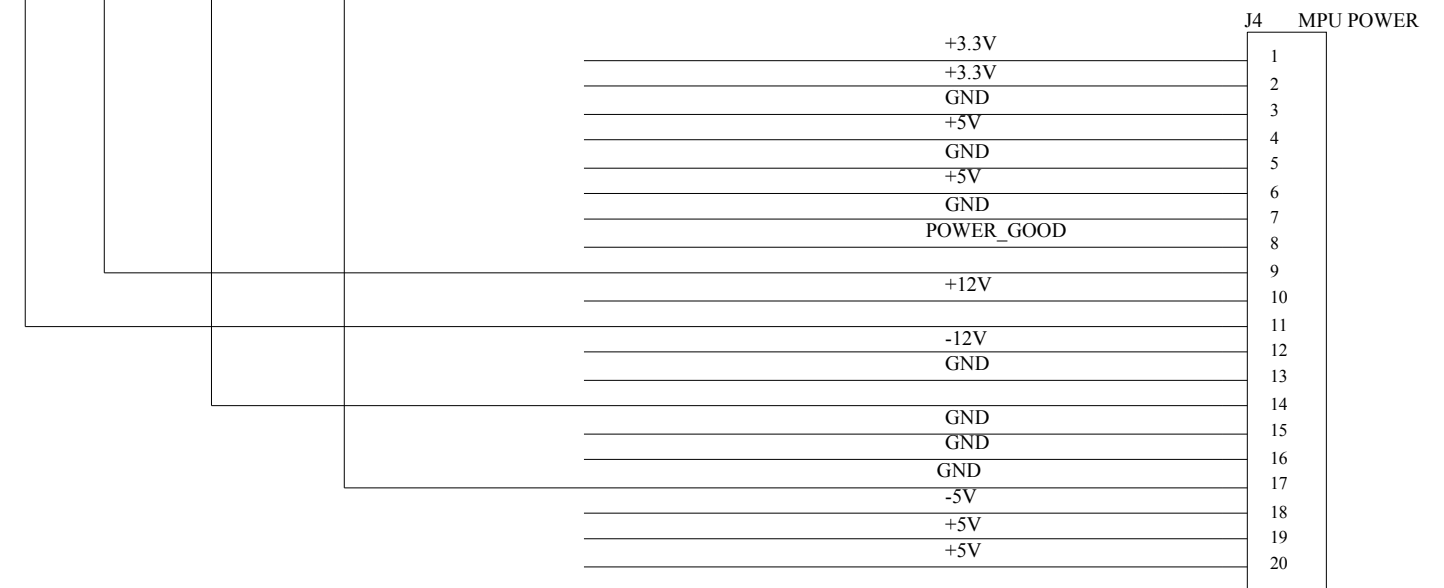 J4 MPU POWER
+3.3V
1
+3.3V
2
GND
3
+5V
4
GND
5
+5V
6
GND
7
POWER_GOOD
8
9
+12V
10
11
-12V
12
GND
13
14
GND
15
GND
16
GND
17
-5V
18
+5V
19
+5V
20